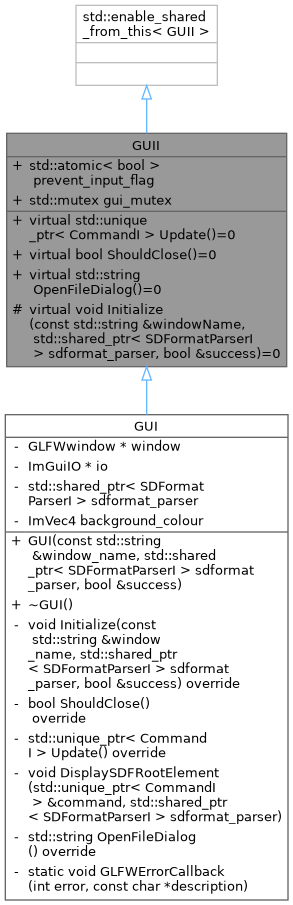 std::enable_shared
_from_this< GUII >
GUII
+ std::atomic< bool >
prevent_input_flag
+ std::mutex gui_mutex
+ virtual std::unique
_ptr< CommandI > Update()=0
+ virtual bool ShouldClose()=0
+ virtual std::string
OpenFileDialog()=0
# virtual void Initialize
(const std::string &windowName,
std::shared_ptr< SDFormatParserI
> sdformat_parser, bool &success)=0
GUI
- GLFWwindow * window
- ImGuiIO * io
- std::shared_ptr< SDFormat
ParserI > sdformat_parser
- ImVec4 background_colour
+ GUI(const std::string
&window_name, std::shared
_ptr< SDFormatParserI > sdformat
_parser, bool &success)
+ ~GUI()
- void Initialize(const
std::string &window
_name, std::shared_ptr
< SDFormatParserI > sdformat
_parser, bool &success) override
- bool ShouldClose()
override
- std::unique_ptr< Command
I > Update() override
- void DisplaySDFRootElement
(std::unique_ptr< CommandI
> &command, std::shared_ptr
< SDFormatParserI > sdformat_parser)
- std::string OpenFileDialog
() override
- static void GLFWErrorCallback
(int error, const char *description)